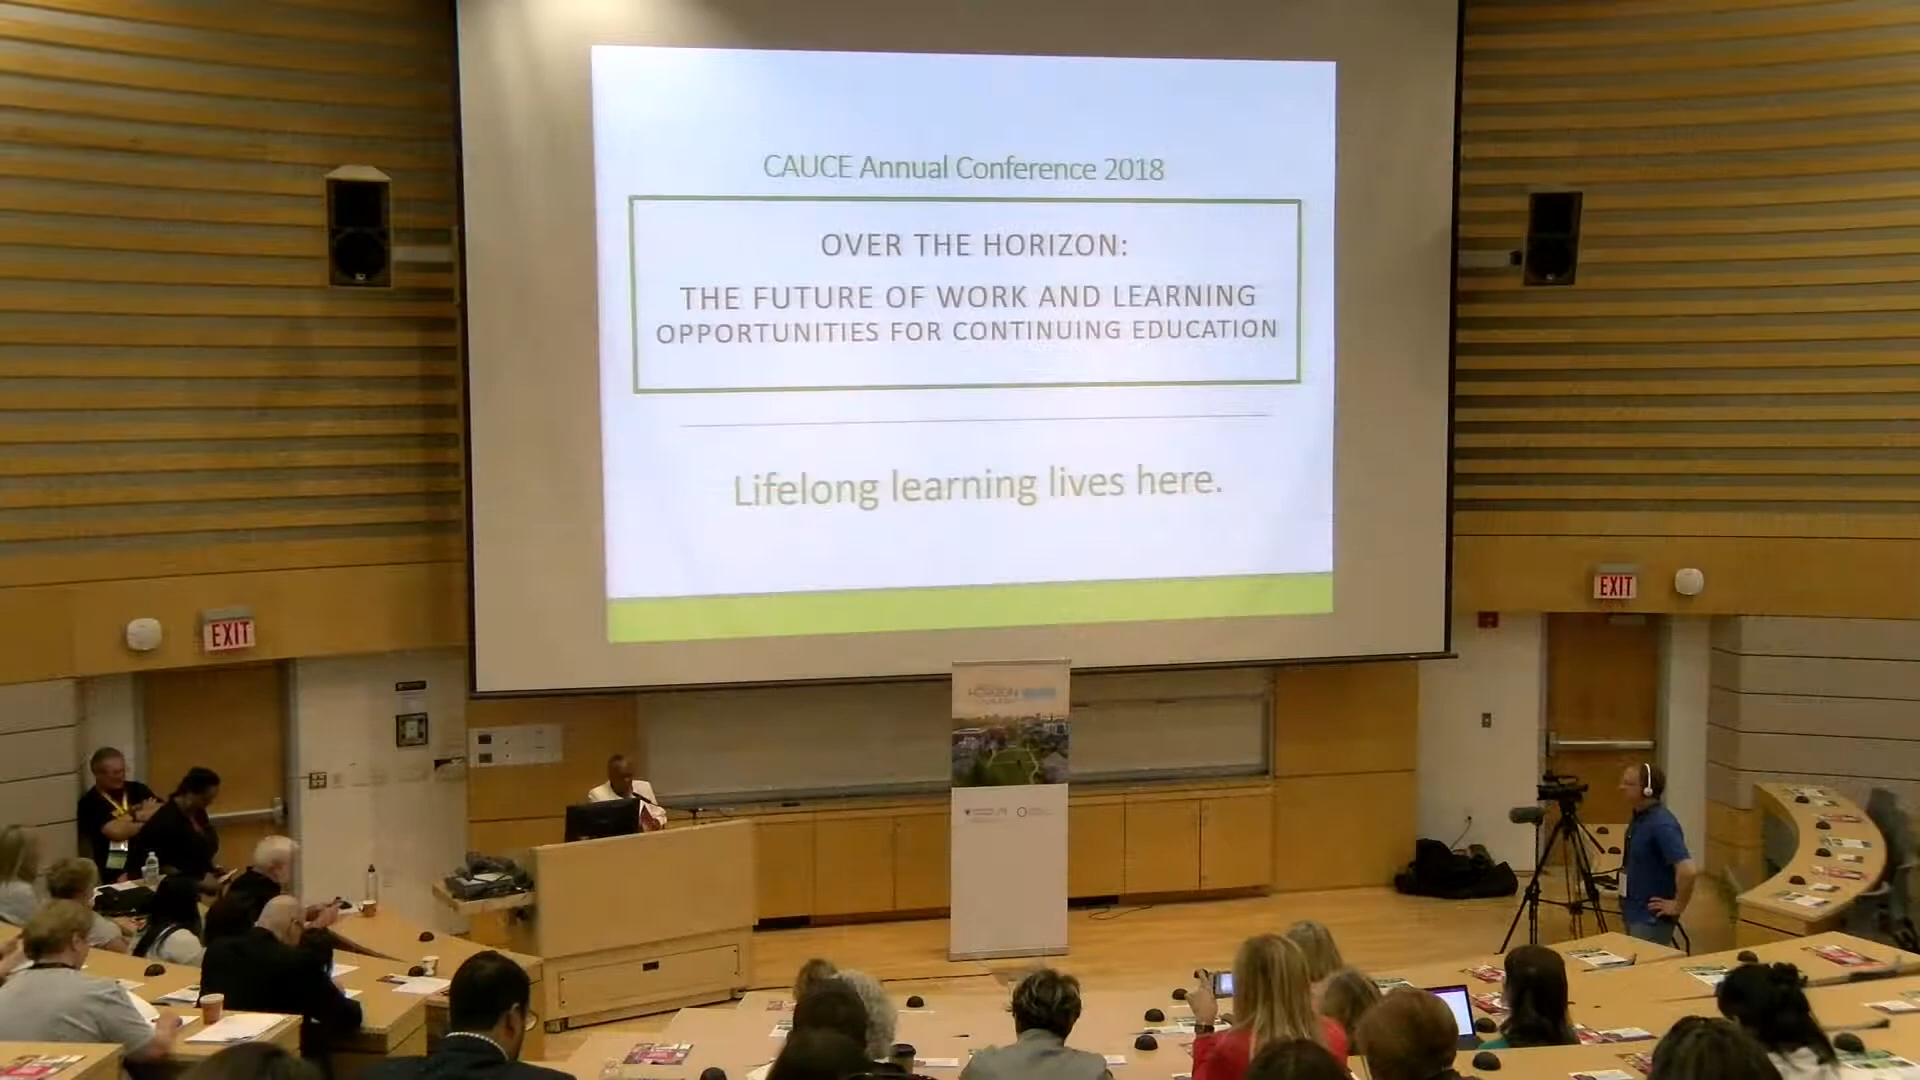 CAUCE Annual Conference 2018
OVER THE HORIZON:
THE FUTURE OF WORK AND LEARNING
OPPORTUNITIES FOR CONTINUING EDUCATION
Lifelong learning lives here.
EXIT
EXIT
HORIZON